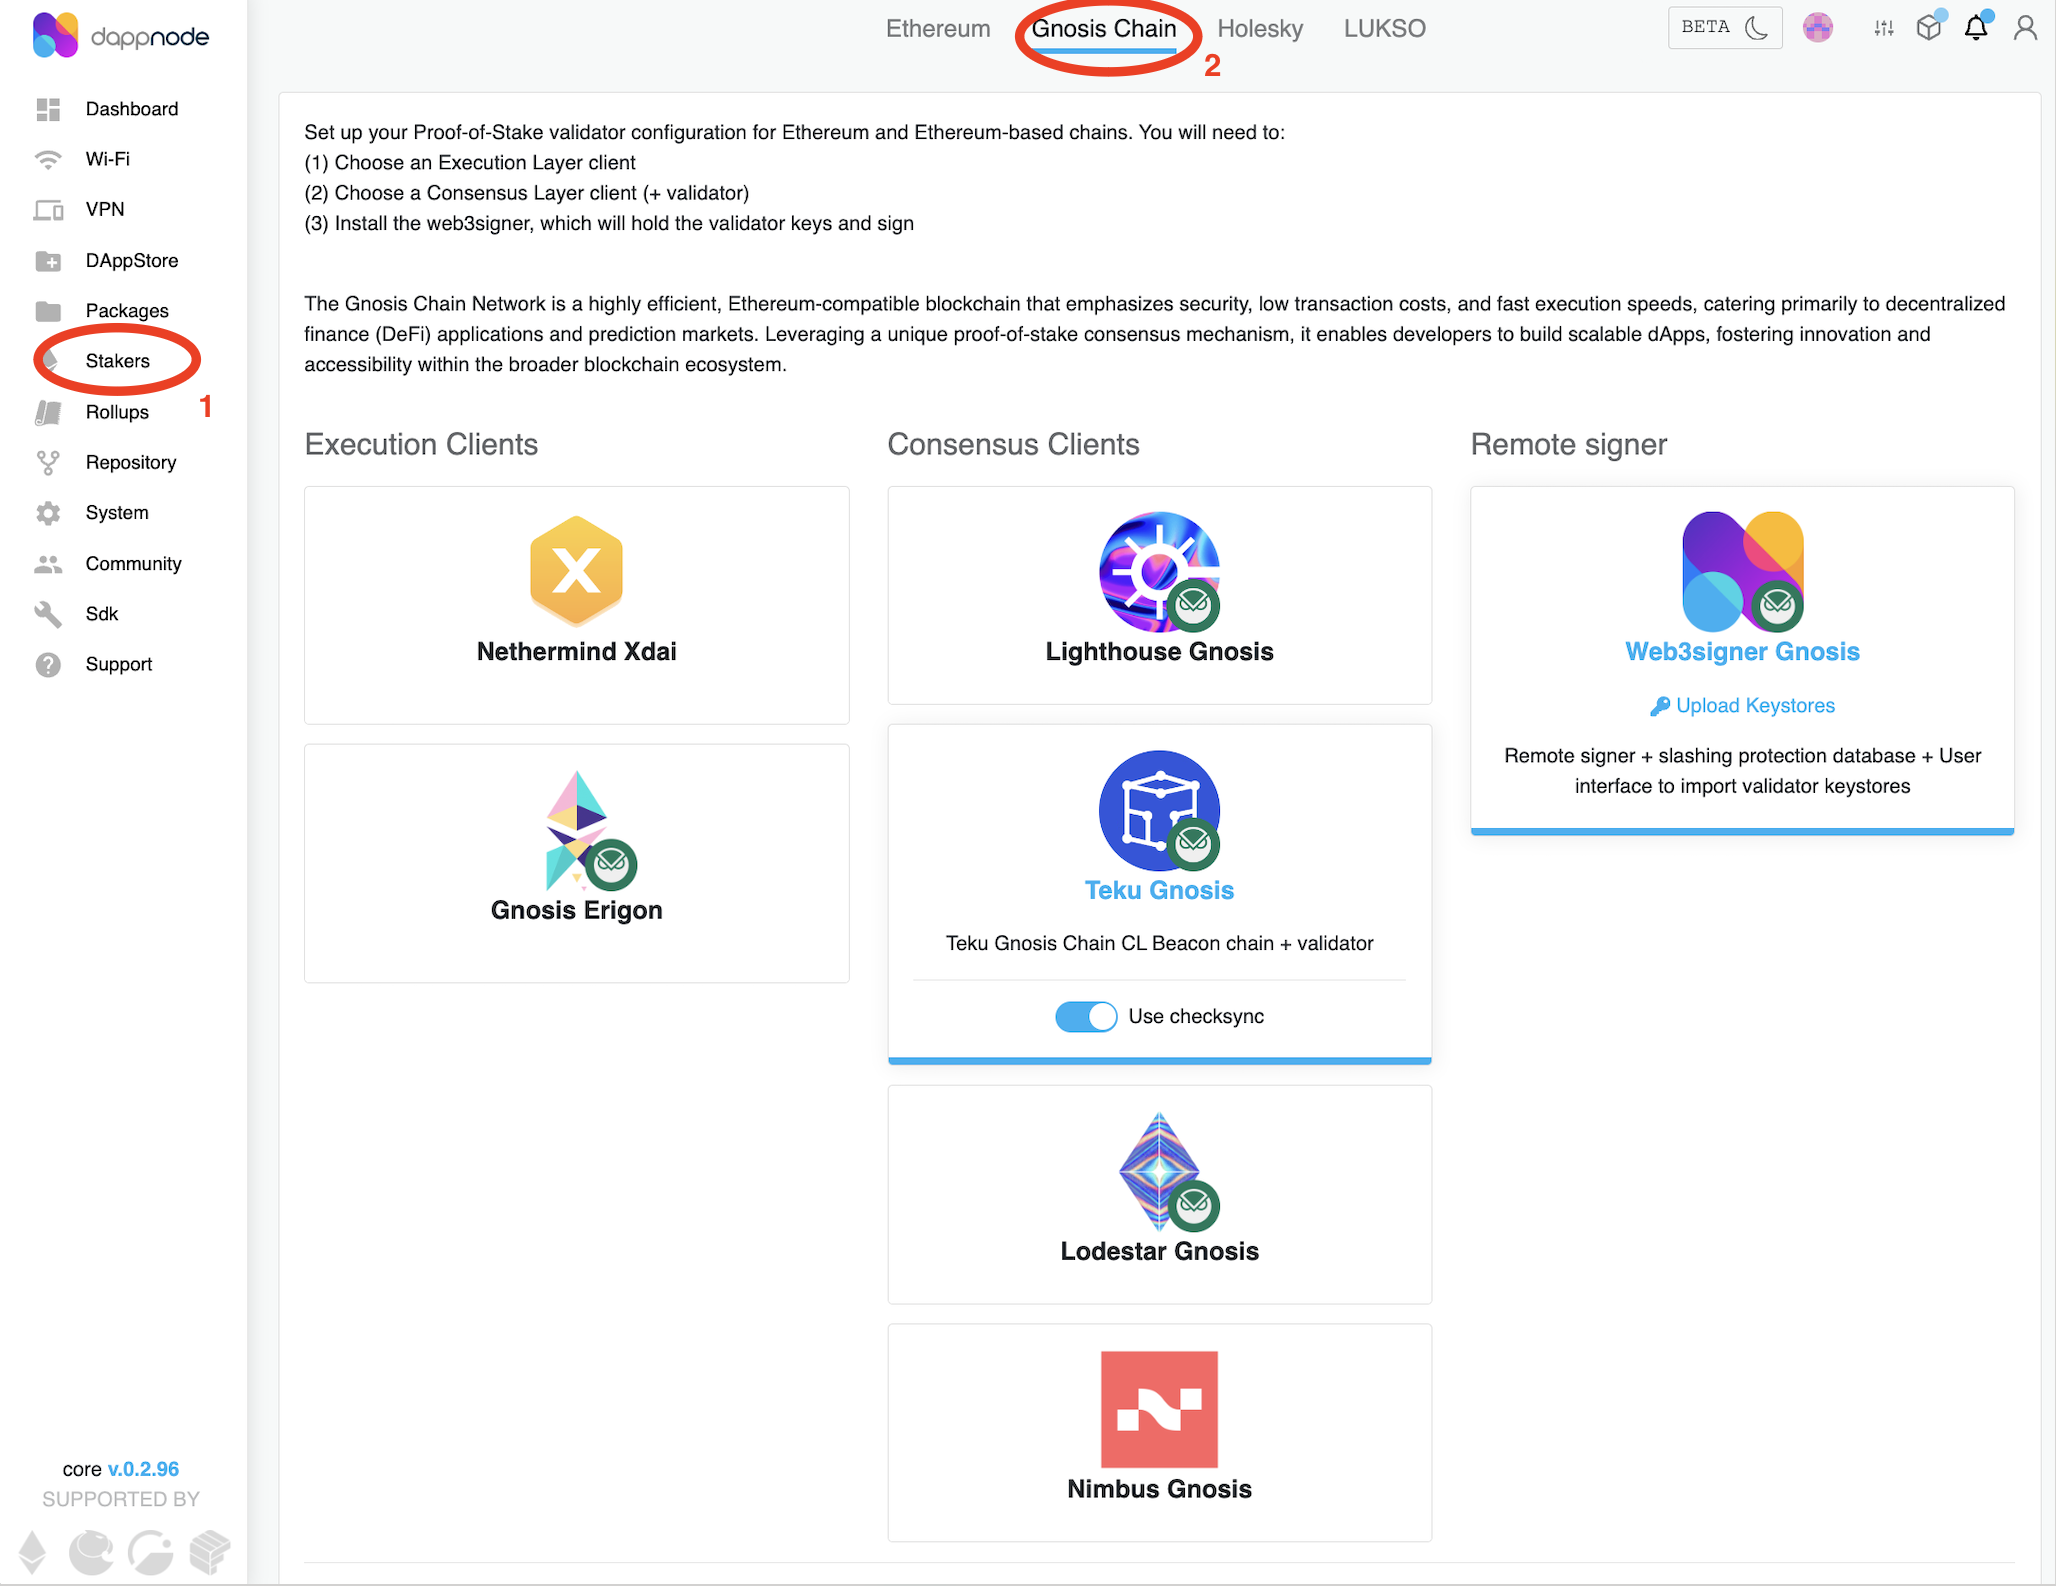 dappnode
Ethereum
Gnosis Chain
Holesky
LUKSO
BETA
2
Dashboard
Wi-Fi
VPN
DAppStore
Packages
Stakers
1
Rollups
Repository
System
Community
Sdk
Support
Set up your Proof-of-Stake validator configuration for Ethereum and Ethereum-based chains. You will need to:
(1) Choose an Execution Layer client
(2) Choose a Consensus Layer client (+ validator)
(3) Install the web3signer, which will hold the validator keys and sign
The Gnosis Chain Network is a highly efficient, Ethereum-compatible blockchain that emphasizes security, low transaction costs, and fast execution speeds, catering primarily to decentralized
finance (DeFi) applications and prediction markets. Leveraging a unique proof-of-stake consensus mechanism, it enables developers to build scalable dApps, fostering innovation and
accessibility within the broader blockchain ecosystem.
Execution Clients
Nethermind Xdai
Gnosis Erigon
Consensus Clients
Lighthouse Gnosis
Teku Gnosis
Teku Gnosis Chain CL Beacon chain + validator
Use checksync
Lodestar Gnosis
Nimbus Gnosis
Remote signer
Web3signer Gnosis
Upload Keystores
Remote signer + slashing protection database + User
interface to import validator keystores
core v.0.2.96
SUPPORTED BY